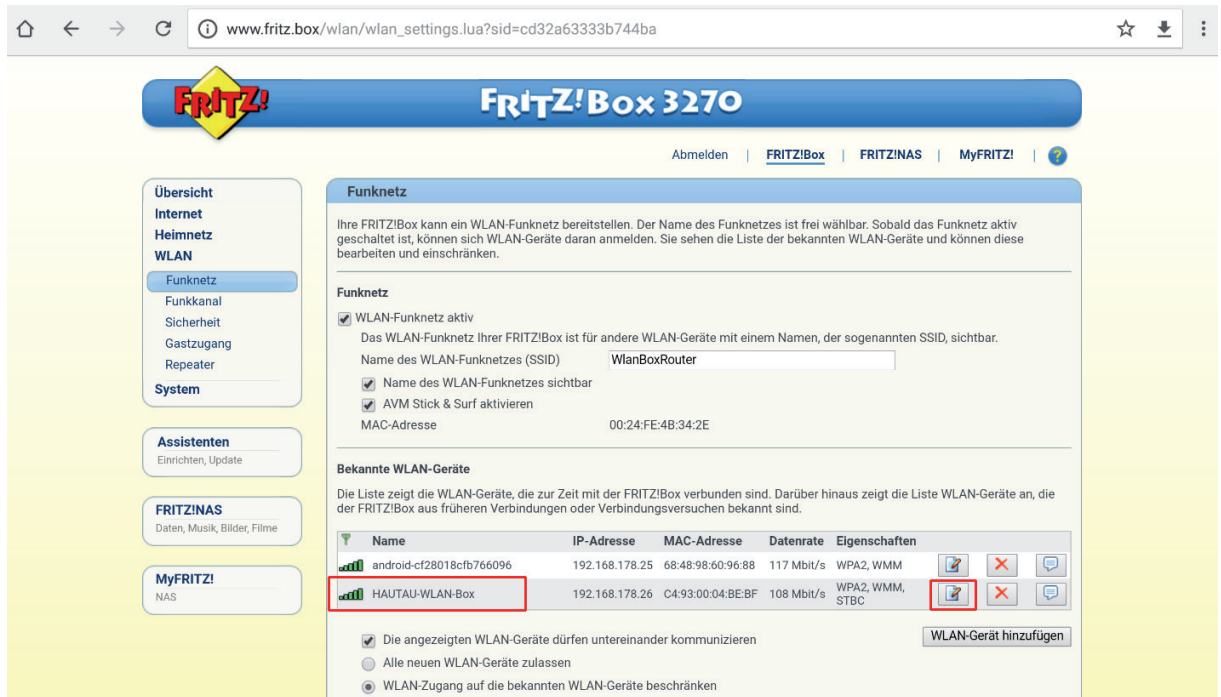 www.fritz.box/wlan/wlan_settings.lua?sid=cd32a63333b744ba
FRITZ!
FRITZ!Box 3270
Abmelden | FRITZ!Box | FRITZ!NAS | MyFRITZ! | ?
Übersicht
Internet
Heimnetz
WLAN
Funknetz
Funkkanal
Sicherheit
Gastzugang
Repeater
System
Assistenten
Einrichten, Update
FRITZ!NAS
Daten, Musik, Bilder, Filme
MyFRITZ!
NAS
Funknetz
Ihre FRITZ!Box kann ein WLAN-Funknetz bereitstellen. Der Name des Funknetzes ist frei wählbar. Sobald das Funknetz aktiv
geschaltet ist, können sich WLAN-Geräte daran anmelden. Sie sehen die Liste der bekannten WLAN-Geräte und können diese
bearbeiten und einschränken.
Funknetz
WLAN-Funknetz aktiv
Das WLAN-Funknetz Ihrer FRITZ!Box ist für andere WLAN-Geräte mit einem Namen, der sogenannten SSID, sichtbar.
Name des WLAN-Funknetzes (SSID) WlanBoxRouter
Name des WLAN-Funknetzes sichtbar
AVM Stick & Surf aktivieren
MAC-Adresse 00:24:FE:4B:34:2E
Bekannte WLAN-Geräte
Die Liste zeigt die WLAN-Geräte, die zur Zeit mit der FRITZ!Box verbunden sind. Darüber hinaus zeigt die Liste WLAN-Geräte an, die
der FRITZ!Box aus früheren Verbindungen oder Verbindungsversuchen bekannt sind.
Name IP-Adresse MAC-Adresse Datenrate Eigenschaften
android-cf28018cfb766096 192.168.178.25 68:48:98:60:96:88 117 Mbit/s WPA2, WMM
HAUTAU-WLAN-Box 192.168.178.26 C4:93:00:04:BE:BF 108 Mbit/s WPA2, WMM,
STBC
Die angezeigten WLAN-Geräte dürfen untereinander kommunizieren WLAN-Gerät hinzufügen
Alle neuen WLAN-Geräte zulassen
WLAN-Zugang auf die bekannten WLAN-Geräte beschränken